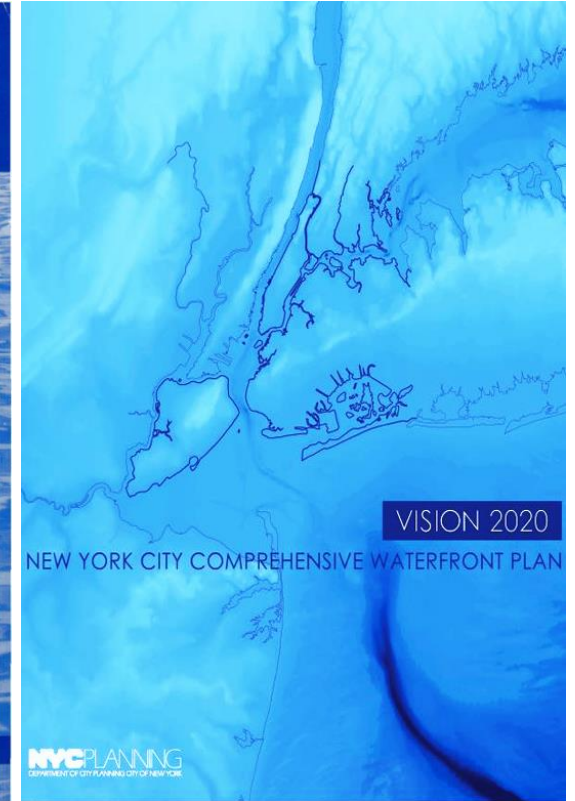 VISION 2020
NEW YORK CITY COMPREHENSIVE WATERFRONT PLAN
NYCPLANNING
DEPARTMENT OF CITY PLANNING CITY OF NEW YORK